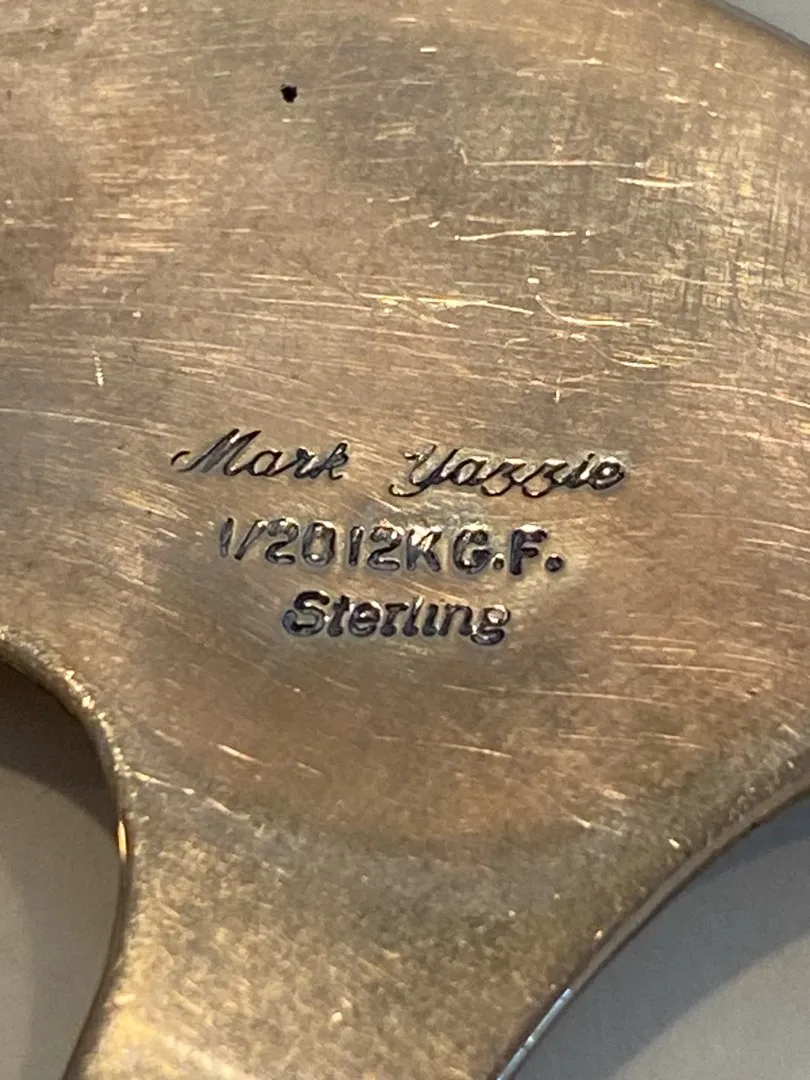 Mark Yazzie
1/20 12K G.F.
Sterling